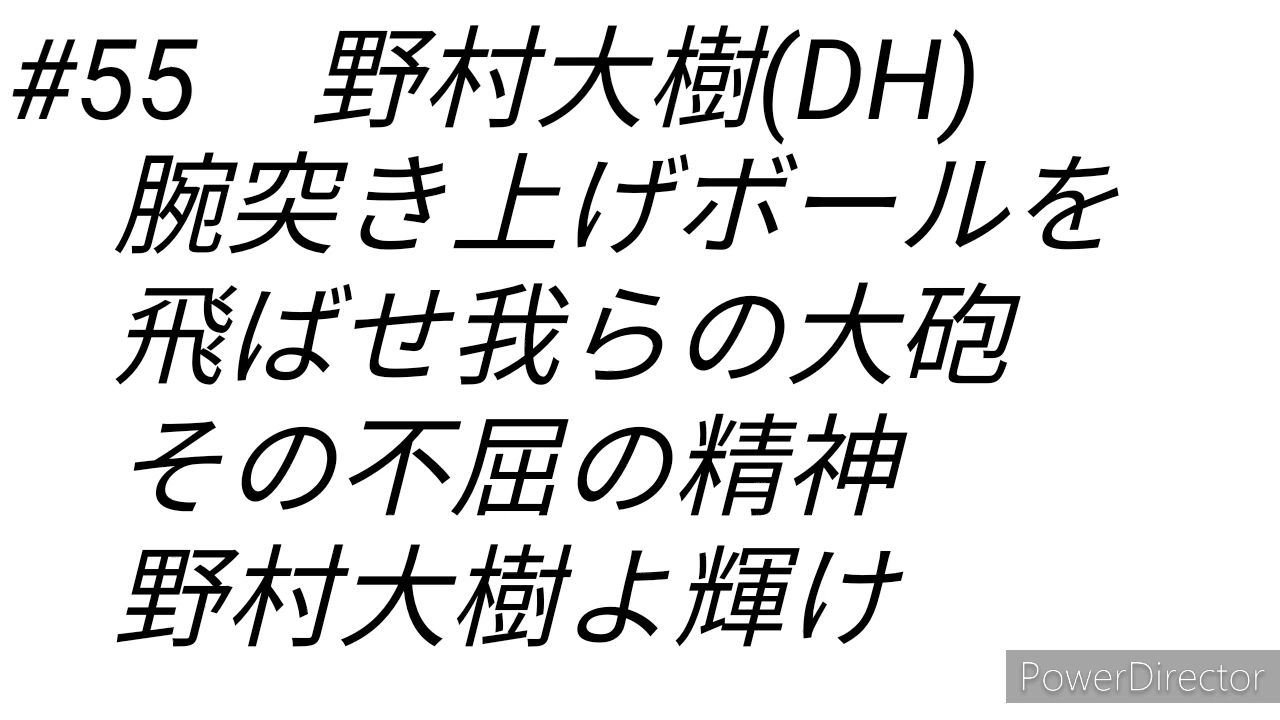 #55　野村大樹(DH)
腕突き上げボールを
飛ばせ我らの大砲
その不屈の精神
野村大樹よ輝け
PowerDirector